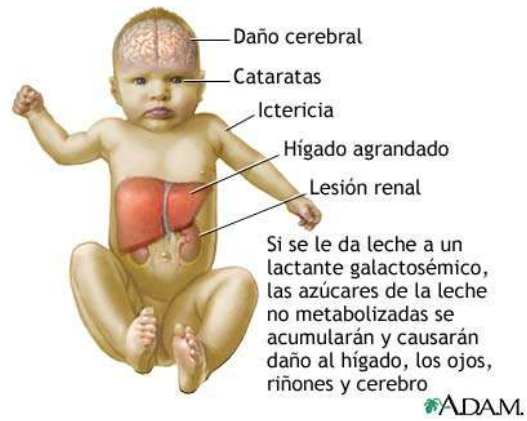 Daño cerebral
Cataratas
Ictericia
Hígado agrandado
Lesión renal
Si se le da leche a un
lactante galactosémico,
las azúcares de la leche
no metabolizadas se
acumularán y causarán
daño al hígado, los ojos,
riñones y cerebro
A.D.A.M.